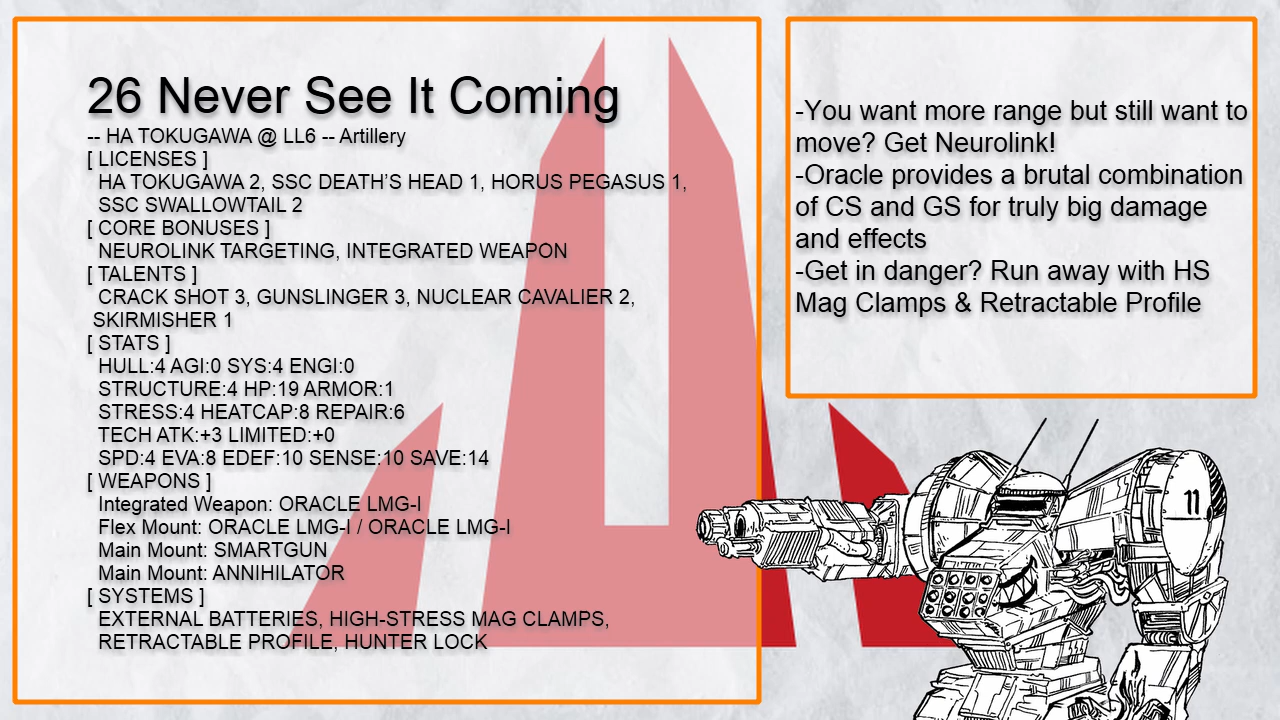 26 Never See It Coming
-- HA TOKUGAWA @ LL6 -- Artillery
[ LICENSES ]
HA TOKUGAWA 2, SSC DEATH'S HEAD 1, HORUS PEGASUS 1,
SSC SWALLOWTAIL 2
[ CORE BONUSES ]
NEUROLINK TARGETING, INTEGRATED WEAPON
[ TALENTS ]
CRACK SHOT 3, GUNSLINGER 3, NUCLEAR CAVALIER 2,
SKIRMISHER 1
[ STATS ]
HULL:4 AGI:0 SYS:4 ENGI:0
STRUCTURE:4 HP:19 ARMOR:1
STRESS:4 HEATCAP:8 REPAIR:6
TECH ATK:+3 LIMITED:+0
SPD:4 EVA:8 EDEF:10 SENSE:10 SAVE:14
[ WEAPONS ]
Integrated Weapon: ORACLE LMG-I
Flex Mount: ORACLE LMG-I / ORACLE LMG-I
Main Mount: SMARTGUN
Main Mount: ANNIHILATOR
[ SYSTEMS ]
EXTERNAL BATTERIES, HIGH-STRESS MAG CLAMPS,
RETRACTABLE PROFILE, HUNTER LOCK
-You want more range but still want to
move? Get Neurolink!
-Oracle provides a brutal combination
of CS and GS for truly big damage
and effects
-Get in danger? Run away with HS
Mag Clamps & Retractable Profile
11